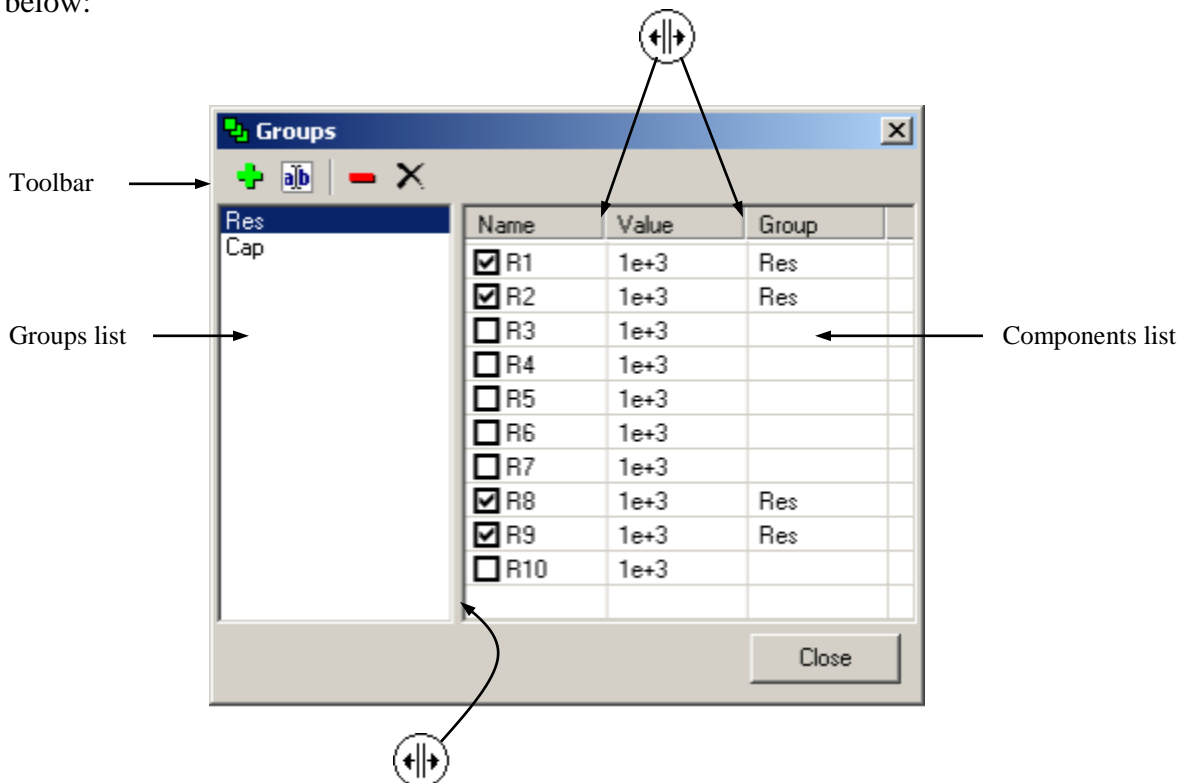 below:
Groups
Toolbar
ab
Res
Cap
Name Value Group
R1 1e+3 Res
R2 1e+3 Res
R3 1e+3
Groups list
Components list
R4 1e+3
R5 1e+3
R6 1e+3
R7 1e+3
R8 1e+3 Res
R9 1e+3 Res
R10 1e+3
Close